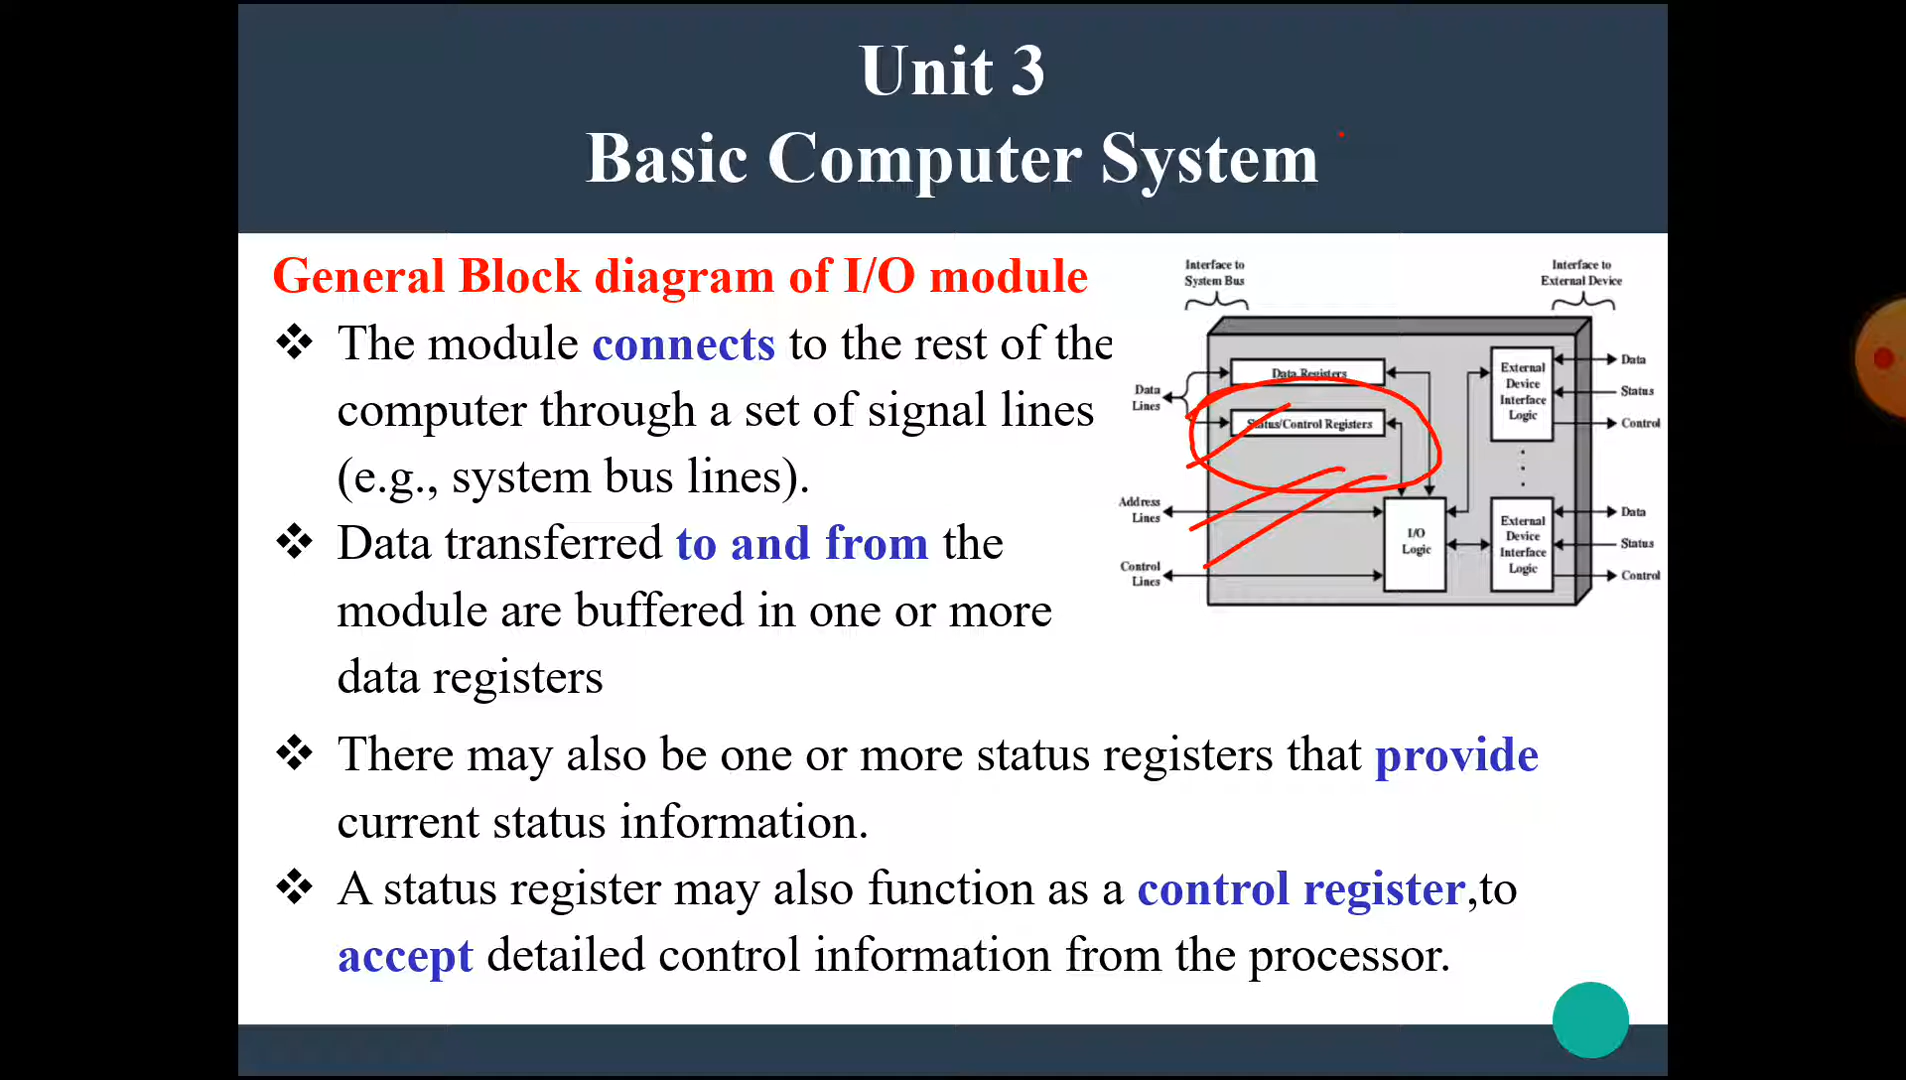 Unit 3
Basic Computer System
General Block diagram of I/O module
❖ The module connects to the rest of the
computer through a set of signal lines
(e.g., system bus lines).
❖ Data transferred to and from the
module are buffered in one or more
data registers
❖ There may also be one or more status registers that provide
current status information.
❖ A status register may also function as a control register,to
accept detailed control information from the processor.
Interface to
System Bus
Interface to
External Device
Data
Lines
Address
Lines
Control
Lines
Data Registers
Status/Control Registers
I/O
Logic
External
Device
Interface
Logic
Data
Status
Control
External
Device
Interface
Logic
Data
Status
Control